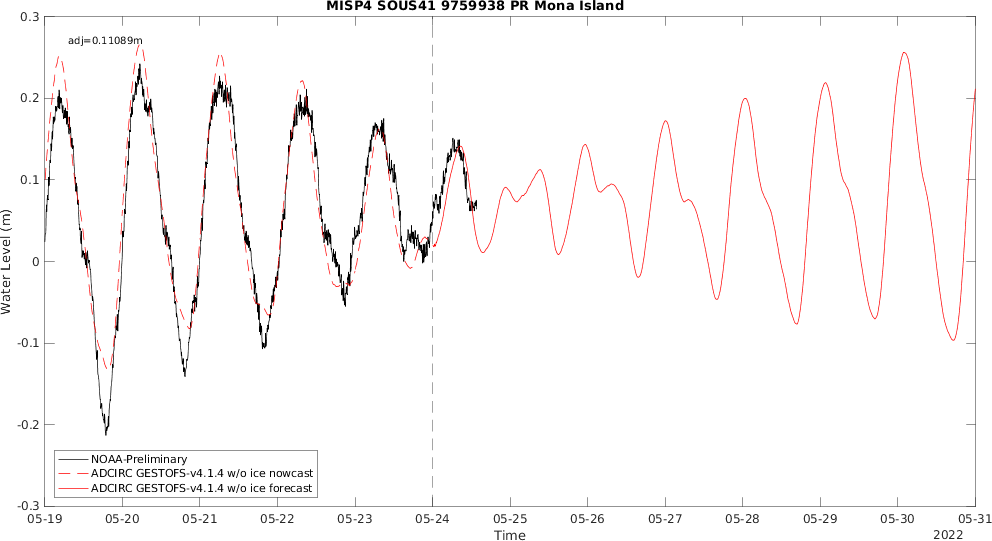 MISP4 SOUS41 9759938 PR Mona Island
adj=0.11089m
0.3
0.2
0.1
0
-0.1
-0.2
-0.3
Water Level (m)
NOAA-Preliminary
ADCIRC GESTOFS-v4.1.4 w/o ice nowcast
ADCIRC GESTOFS-v4.1.4 w/o ice forecast
05-19 05-20 05-21 05-22 05-23 05-24 05-25 05-26 05-27 05-28 05-29 05-30 05-31
Time
2022